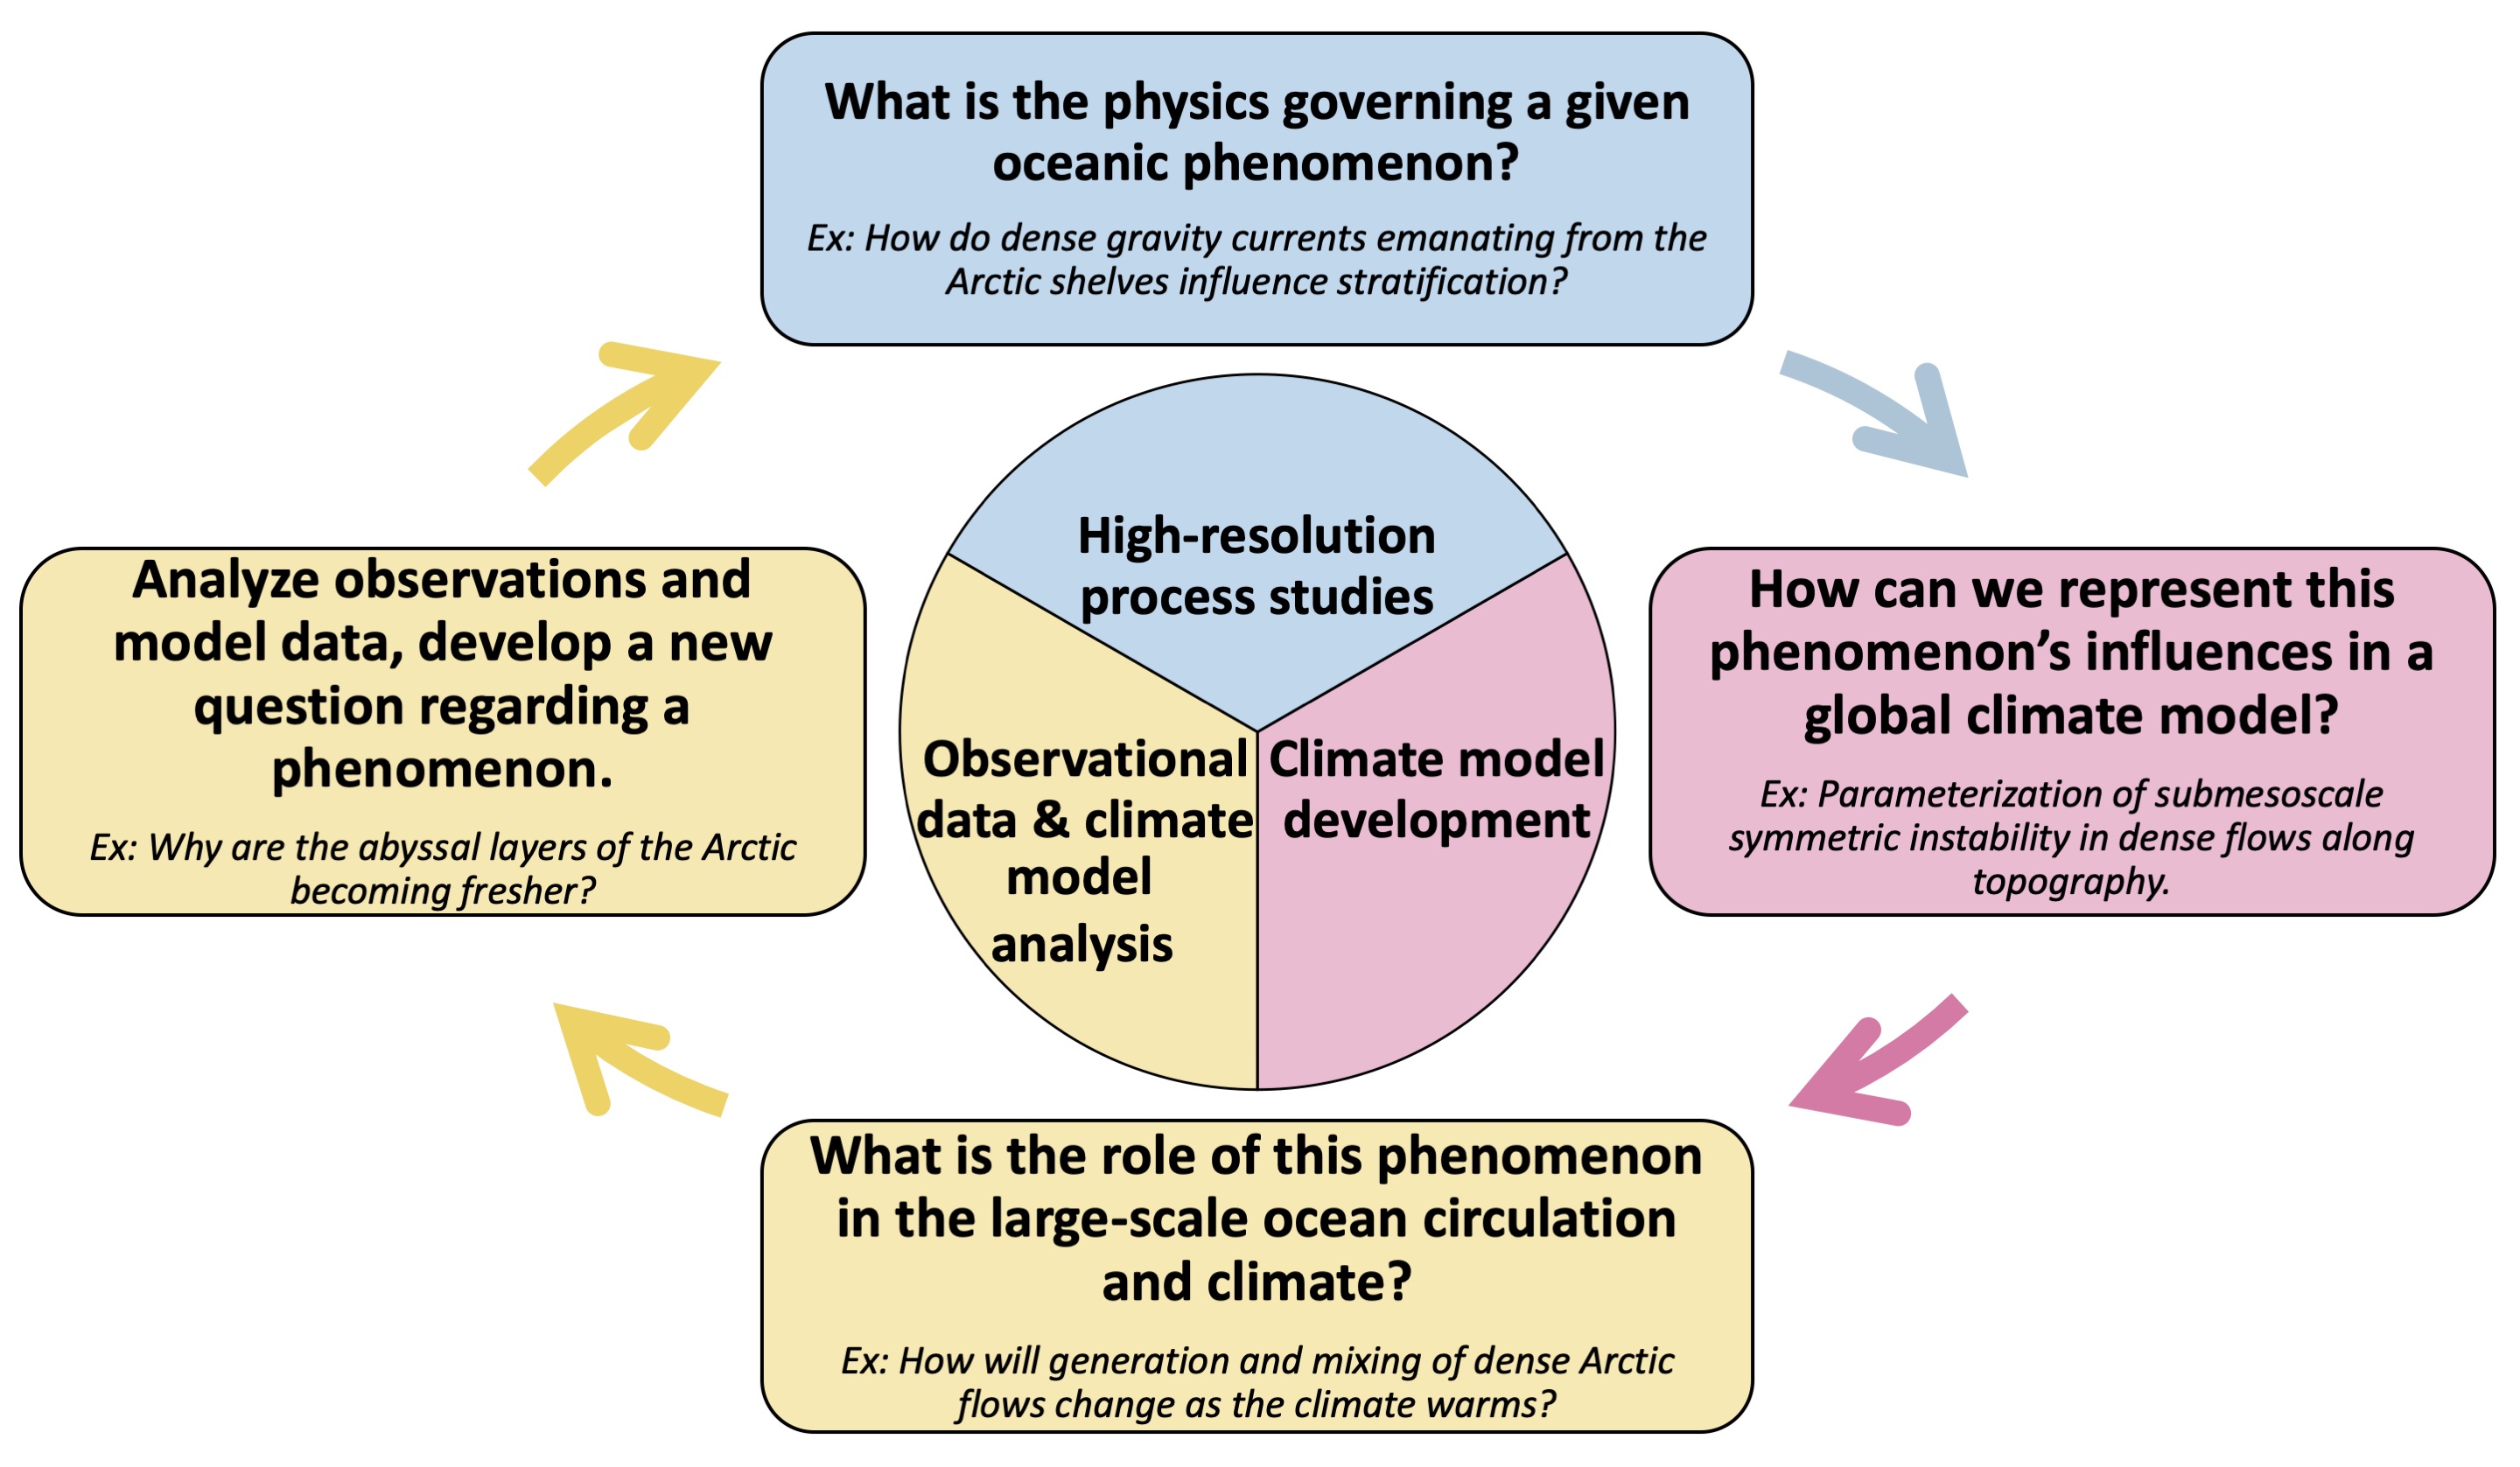 What is the physics governing a given
oceanic phenomenon?
Ex: How do dense gravity currents emanating from the
Arctic shelves influence stratification?
High-resolution
process studies
Analyze observations and
model data, develop a new
question regarding a
phenomenon.
Ex: Why are the abyssal layers of the Arctic
becoming fresher?
Observational
data & climate
model
analysis
Climate model
development
How can we represent this
phenomenon’s influences in a
global climate model?
Ex: Parameterization of submesoscale
symmetric instability in dense flows along
topography.
What is the role of this phenomenon
in the large-scale ocean circulation
and climate?
Ex: How will generation and mixing of dense Arctic
flows change as the climate warms?